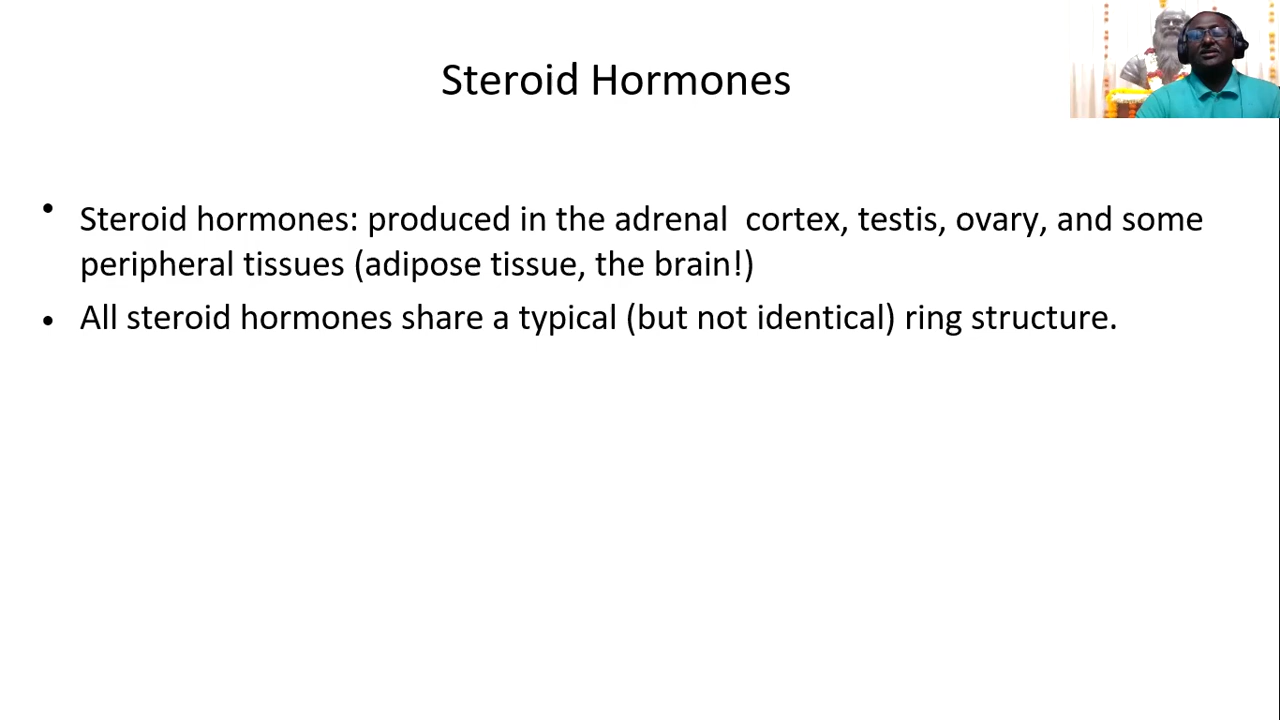 Steroid Hormones
• Steroid hormones: produced in the adrenal  cortex, testis, ovary, and some
peripheral tissues (adipose tissue, the brain!)
• All steroid hormones share a typical (but not identical) ring structure.